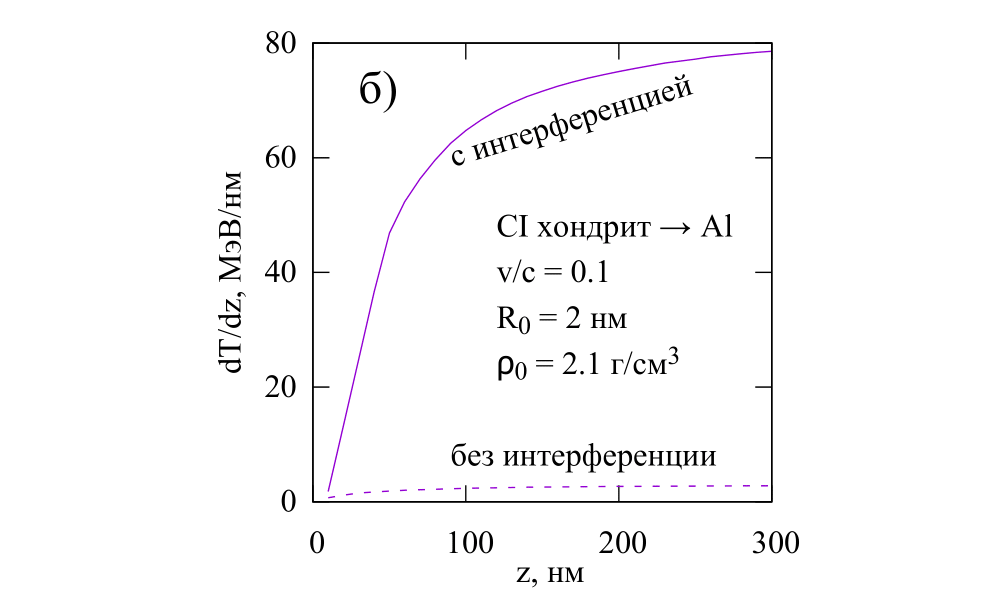 80
б)
с интерференцией
60
CI хондрит → Al
v/c = 0.1
40
R₀ = 2 нм
ρ₀ = 2.1 г/см³
dT/dz, МэВ/нм
20
без интерференции
0
0 100 200 300
z, нм